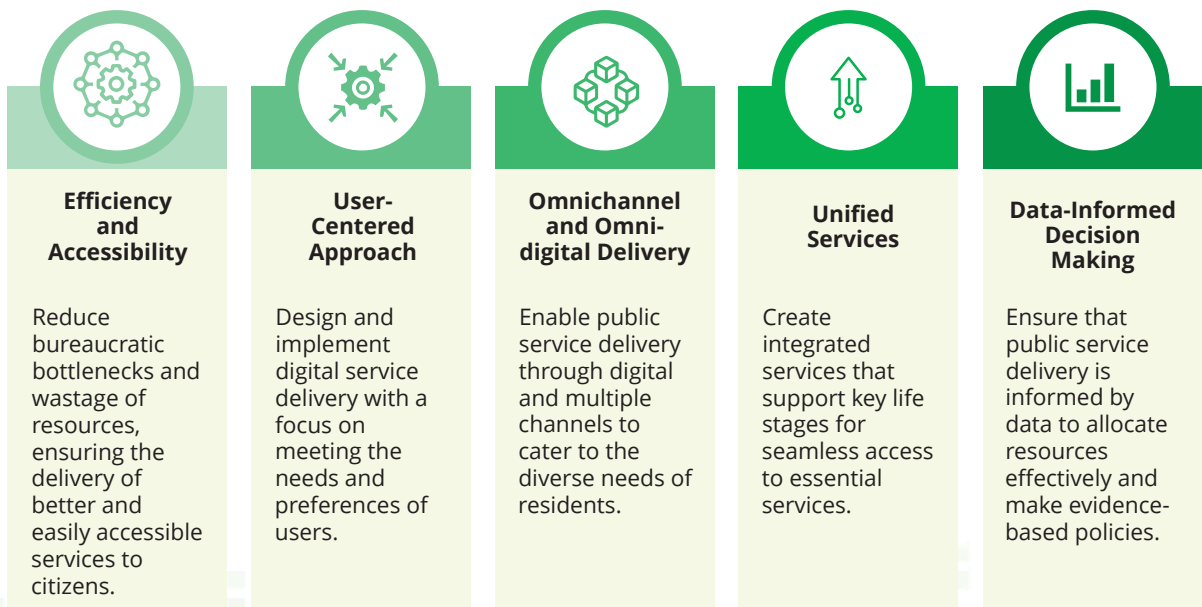 Efficiency
and
Accessibility
Reduce
bureaucratic
bottlenecks and
wastage of
resources,
ensuring the
delivery of
better and
easily accessible
services to
citizens.
User-
Centered
Approach
Design and
implement
digital service
delivery with a
focus on
meeting the
needs and
preferences of
users.
Omnichannel
and Omni-
digital Delivery
Enable public
service delivery
through digital
and multiple
channels to
cater to the
diverse needs of
residents.
Unified
Services
Create
integrated
services that
support key life
stages for
seamless access
to essential
services.
Data-Informed
Decision
Making
Ensure that
public service
delivery is
informed by
data to allocate
resources
effectively and
make evidence-
based policies.